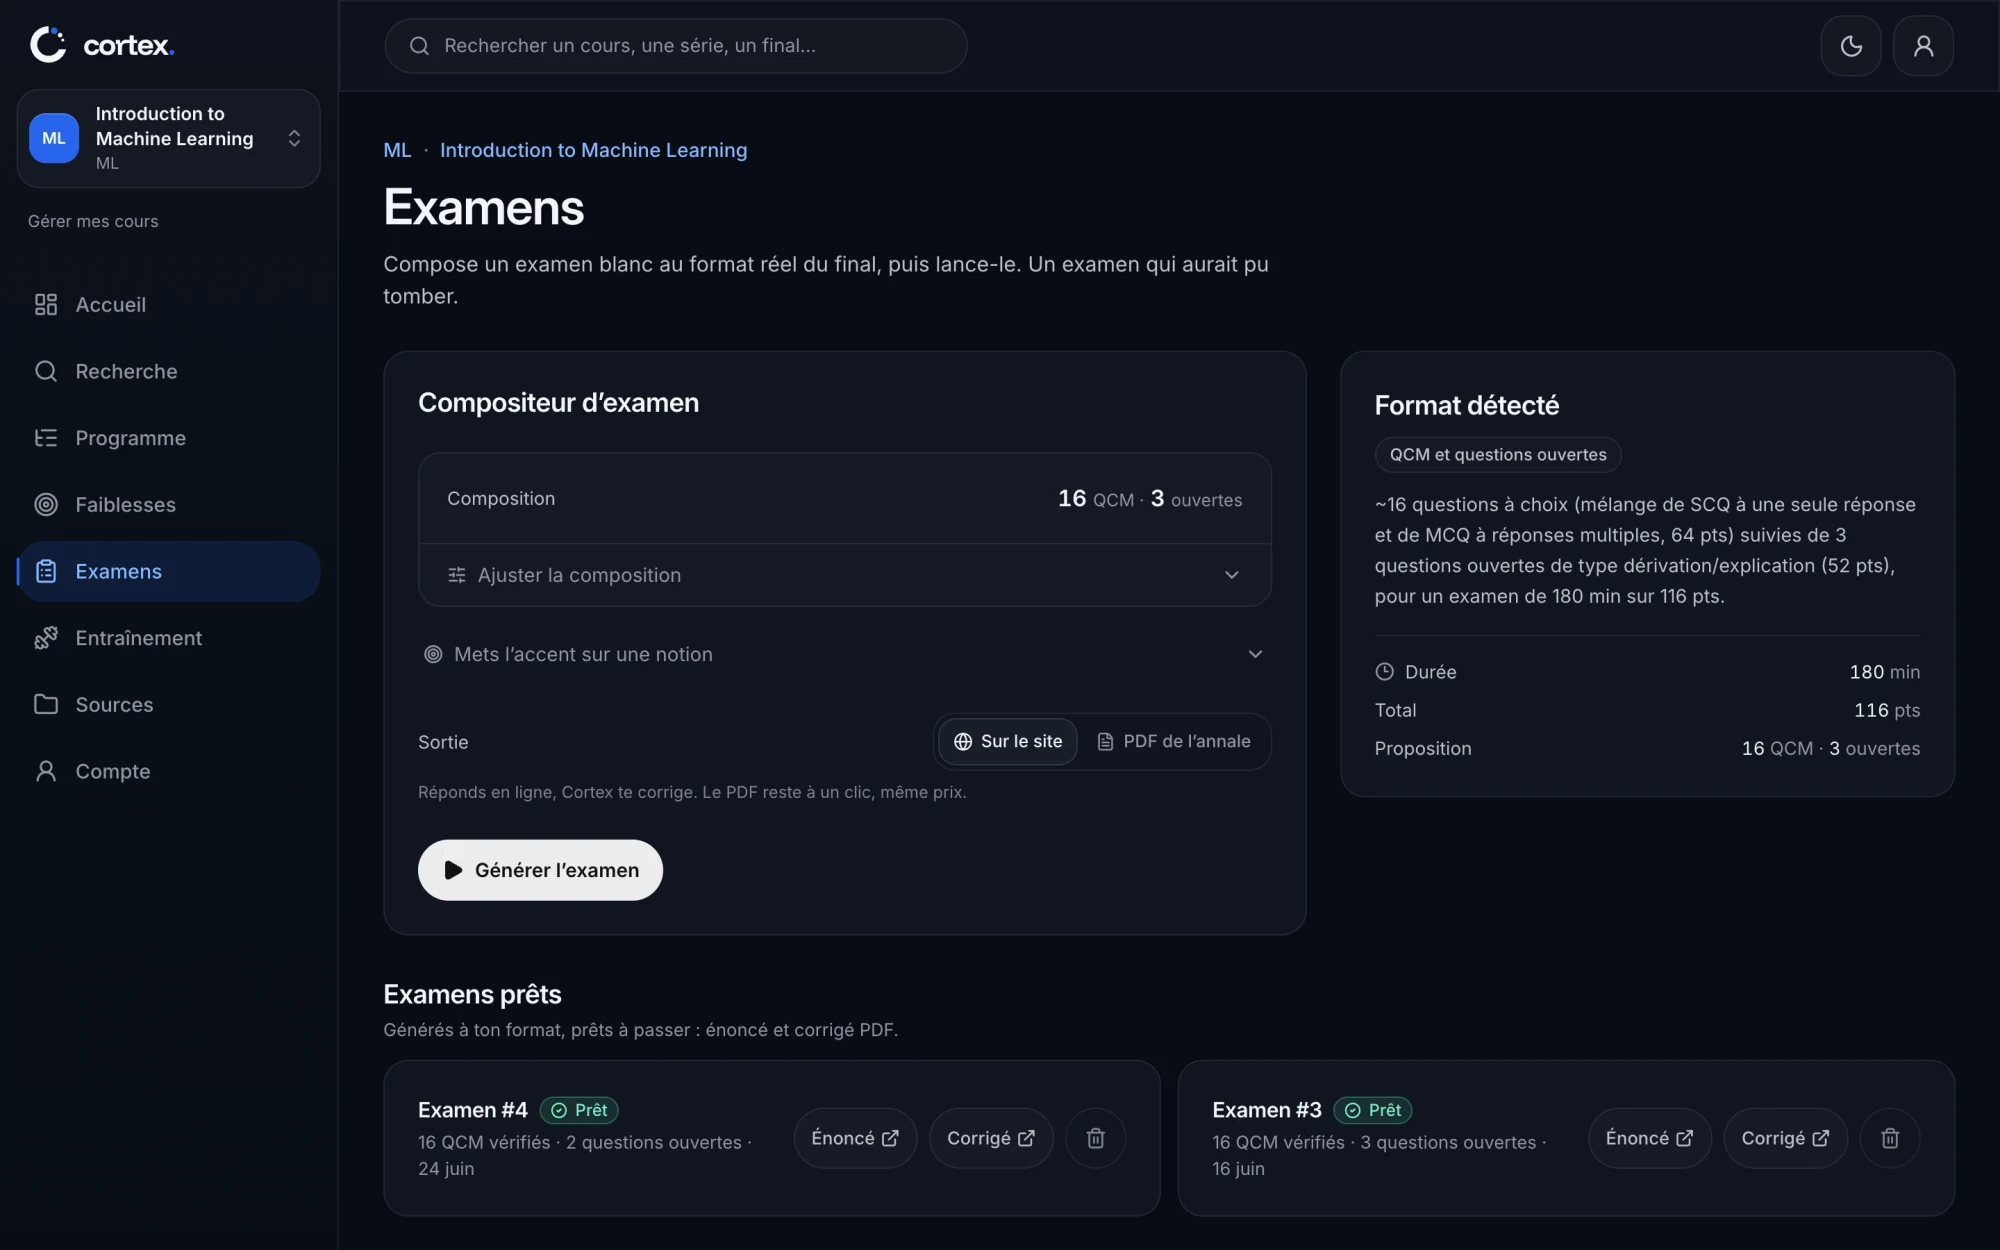 cortex.
ML
Introduction to
Machine Learning
ML
Gérer mes cours
Accueil
Recherche
Programme
Faiblesses
Examens
Entraînement
Sources
Compte
Rechercher un cours, une série, un final...
ML · Introduction to Machine Learning
Examens
Compose un examen blanc au format réel du final, puis lance-le. Un examen qui aurait pu
tomber.
Compositeur d’examen
Composition 16 QCM · 3 ouvertes
Ajuster la composition
Mets l’accent sur une notion
Sortie Sur le site PDF de l’annale
Réponds en ligne, Cortex te corrige. Le PDF reste à un clic, même prix.
Générer l’examen
Format détecté
QCM et questions ouvertes
~16 questions à choix (mélange de SCQ à une seule réponse
et de MCQ à réponses multiples, 64 pts) suivies de 3
questions ouvertes de type dérivation/explication (52 pts),
pour un examen de 180 min sur 116 pts.
Durée 180 min
Total 116 pts
Proposition 16 QCM · 3 ouvertes
Examens prêts
Générés à ton format, prêts à passer : énoncé et corrigé PDF.
Examen #4 Prêt
16 QCM vérifiés · 2 questions ouvertes ·
24 juin
Énoncé Corrigé
Examen #3 Prêt
16 QCM vérifiés · 3 questions ouvertes ·
16 juin
Énoncé Corrigé